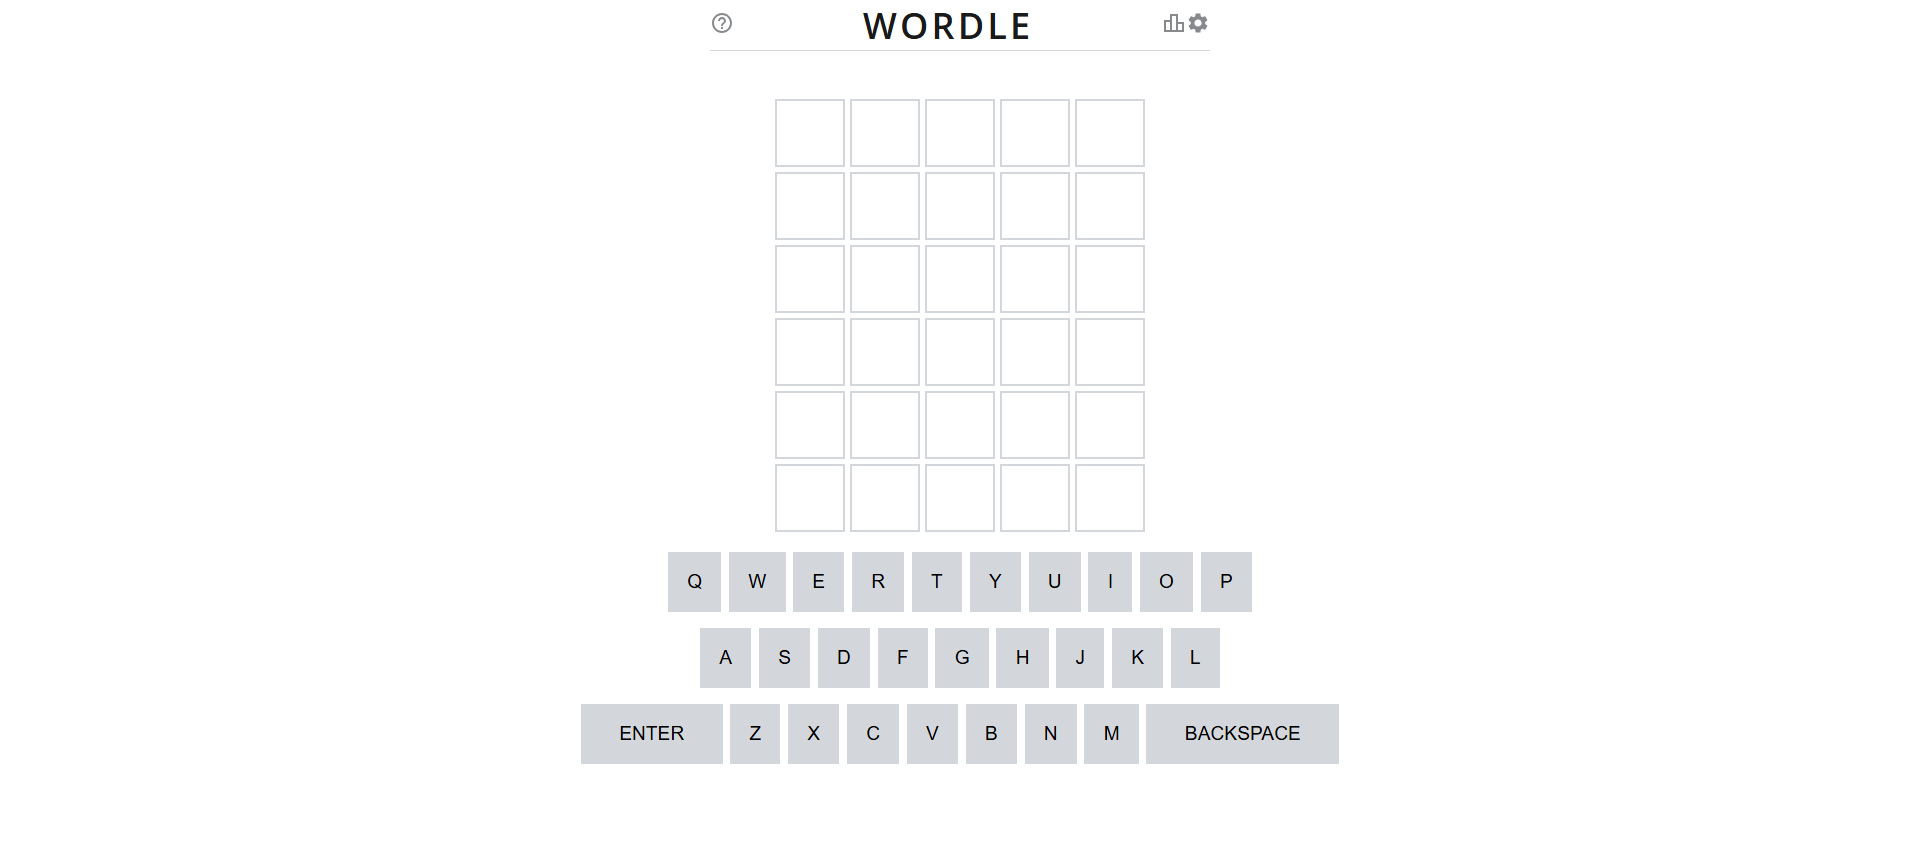 WORDLE
Q W E R T Y U I O P
A S D F G H J K L
ENTER Z X C V B N M BACKSPACE